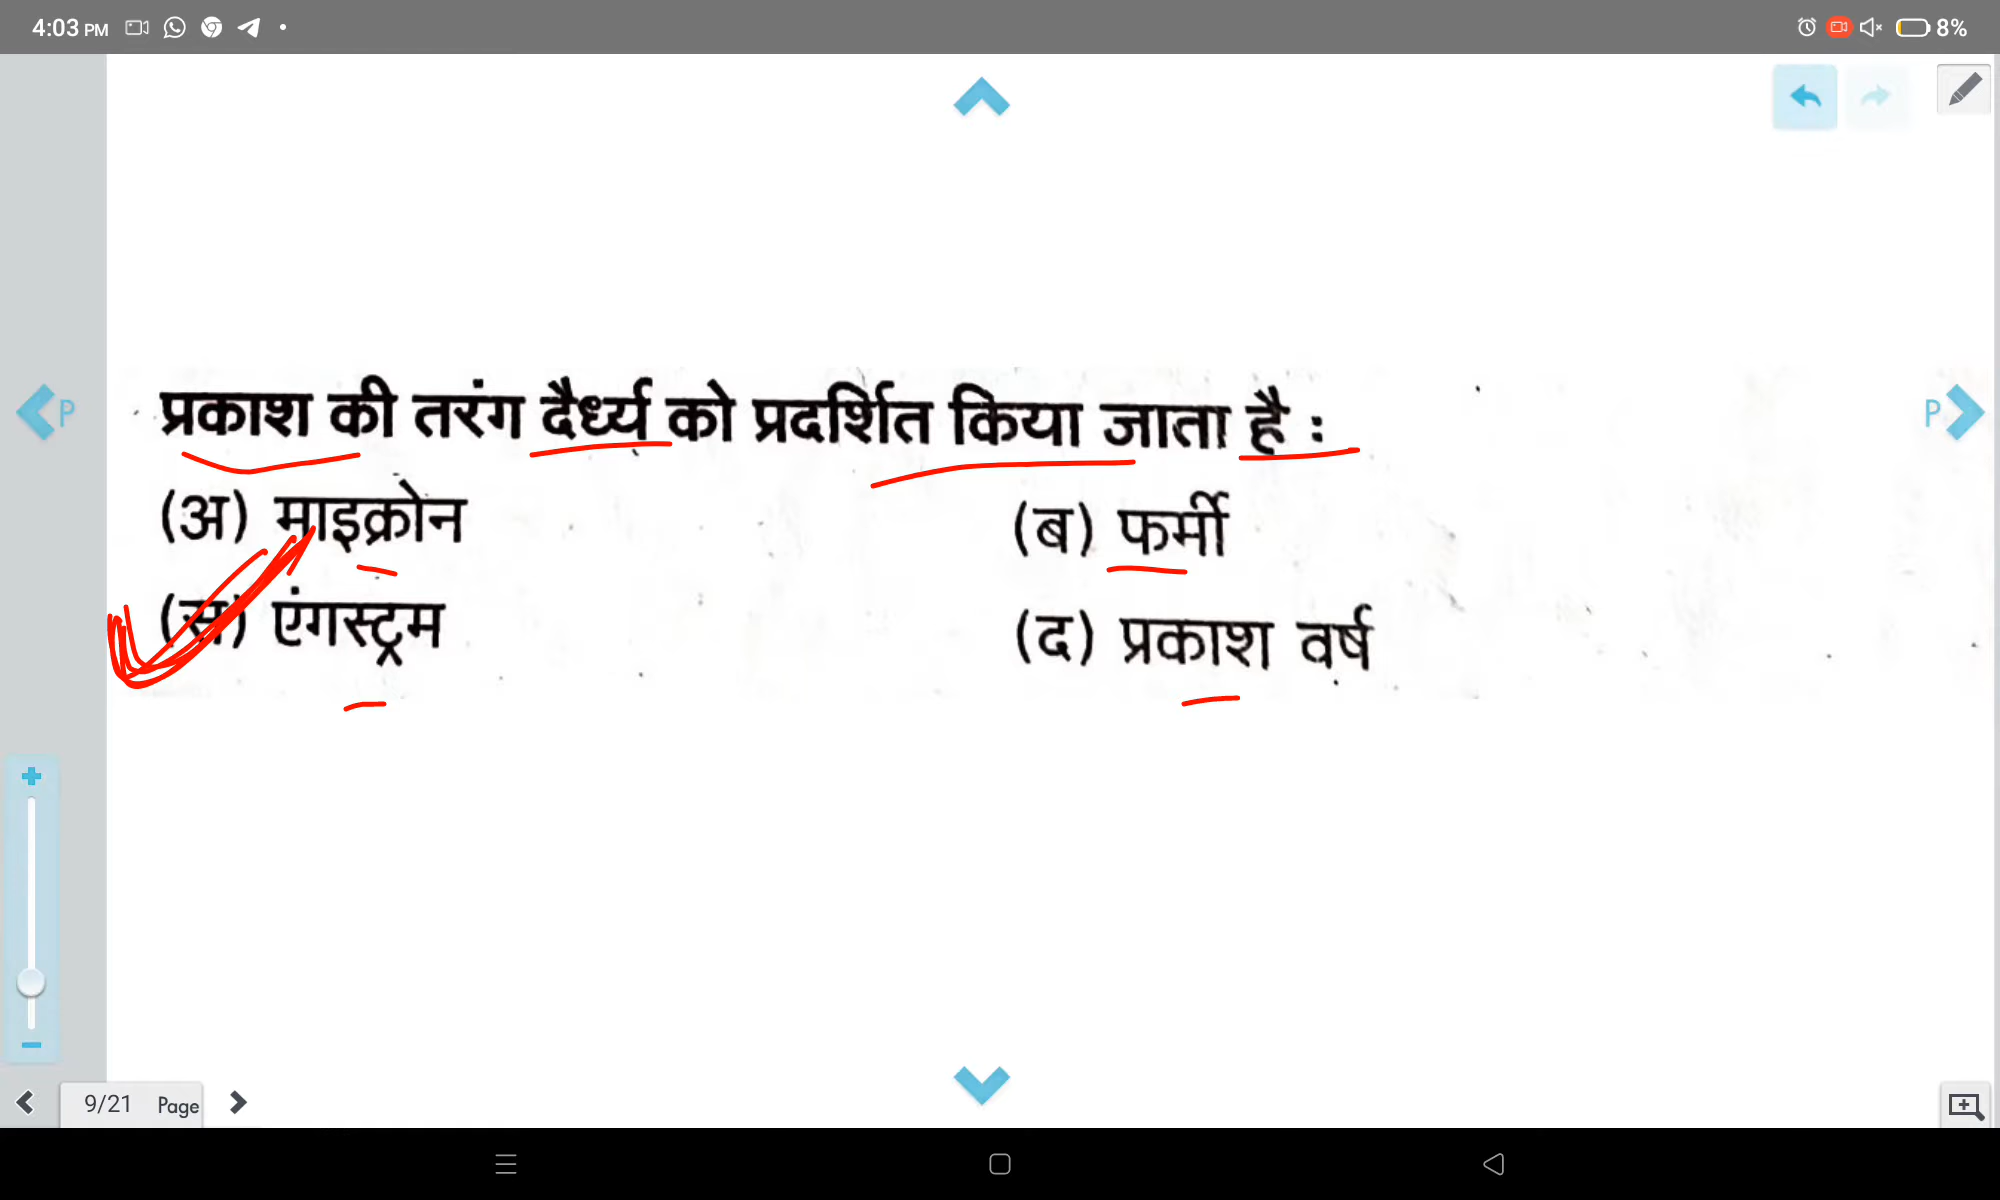 4:03 PM 8%
P P
प्रकाश की तरंग दैर्ध्य को प्रदर्शित किया जाता है :
(अ) माइक्रोन (ब) फर्मी
(स) एंगस्ट्रम (द) प्रकाश वर्ष
9/21 Page